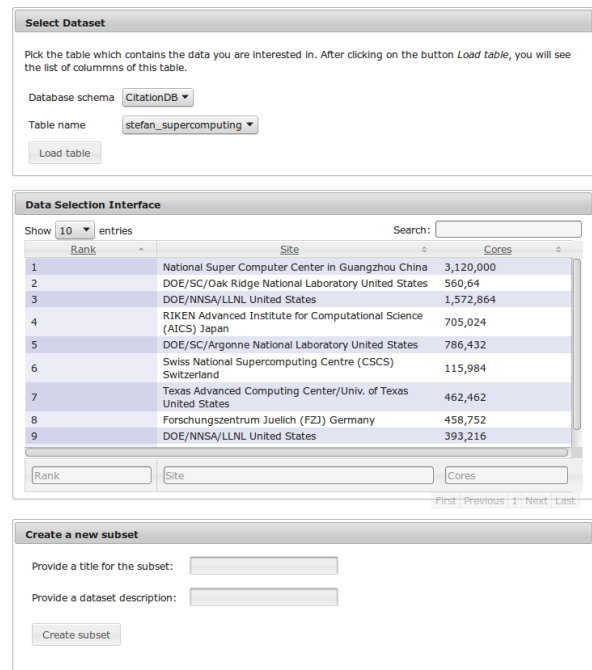 Select Dataset
Pick the table which contains the data you are interested in. After clicking on the button Load table, you will see
the list of colummns of this table.
Database schema CitationDB
Table name stefan_supercomputing
Load table
Data Selection Interface
Show 10 entries Search:
Rank Site Cores
1 National Super Computer Center in Guangzhou China 3,120,000
2 DOE/SC/Oak Ridge National Laboratory United States 560,64
3 DOE/NNSA/LLNL United States 1,572,864
4 RIKEN Advanced Institute for Computational Science
(AICS) Japan 705,024
5 DOE/SC/Argonne National Laboratory United States 786,432
6 Swiss National Supercomputing Centre (CSCS)
Switzerland 115,984
7 Texas Advanced Computing Center/Univ. of Texas
United States 462,462
8 Forschungszentrum Juelich (FZJ) Germany 458,752
9 DOE/NNSA/LLNL United States 393,216
Rank Site Cores
First Previous 1 Next Last
Create a new subset
Provide a title for the subset:
Provide a dataset description:
Create subset